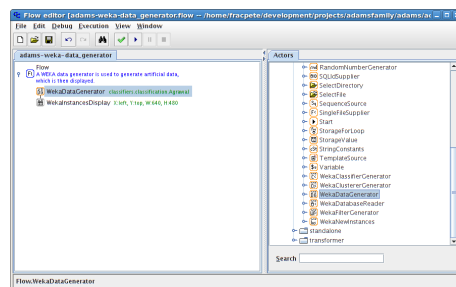 Flow editor [adams-weka-data_generator.flow -- /home/fracpete/development/projects/adamsfamily/adams/ac
File Edit Debug Execution View Window
adams-weka-data_generator
Flow
A WEKA data generator is used to generate artificial data,
which is then displayed.
WekaDataGenerator classifiers.classification.Agrawal
WekaInstancesDisplay X:left, Y:top, W:640, H:480
Actors
RandomNumberGenerator
SQLIdSupplier
SelectDirectory
SelectFile
SequenceSource
SingleFileSupplier
Start
StorageForLoop
StorageValue
StringConstants
TemplateSource
Variable
WekaClassifierGenerator
WekaClustererGenerator
WekaDataGenerator
WekaDatabaseReader
WekaFilterGenerator
WekaNewInstances
standalone
transformer
Search
Flow.WekaDataGenerator